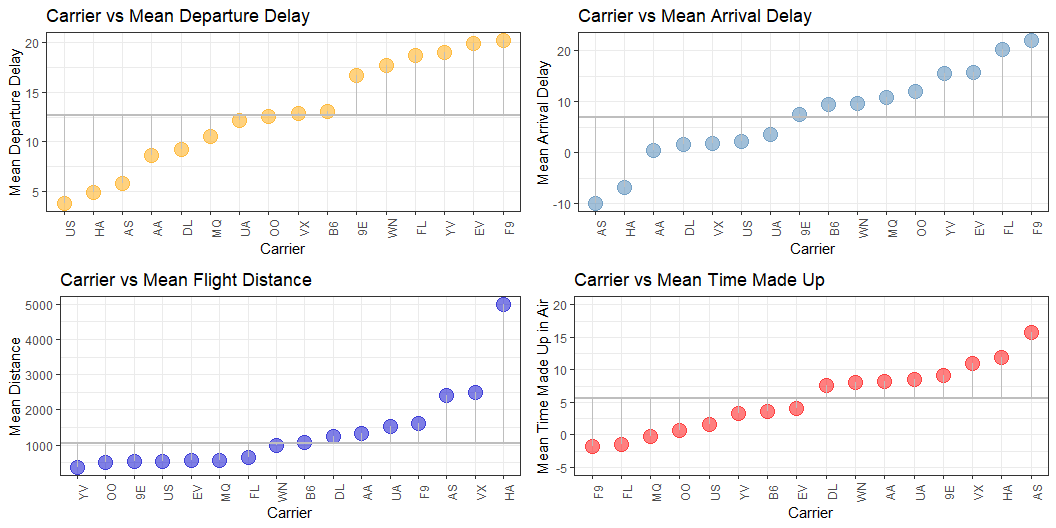 Carrier vs Mean Departure Delay
Mean Departure Delay
20
15
10
5
US HA AS AA DL MQ UA OO VX B6 9E WN FL YV EV F9
Carrier
Carrier vs Mean Arrival Delay
Mean Arrival Delay
20
10
0
-10
AS HA AA DL VX US UA 9E B6 WN MQ OO YV EV FL F9
Carrier
Carrier vs Mean Flight Distance
Mean Distance
5000
4000
3000
2000
1000
YV OO 9E US EV MQ FL WN B6 DL AA UA F9 AS VX HA
Carrier
Carrier vs Mean Time Made Up
Mean Time Made Up in Air
20
15
10
5
0
-5
F9 FL MQ OO US YV B6 EV DL WN AA UA 9E VX HA AS
Carrier